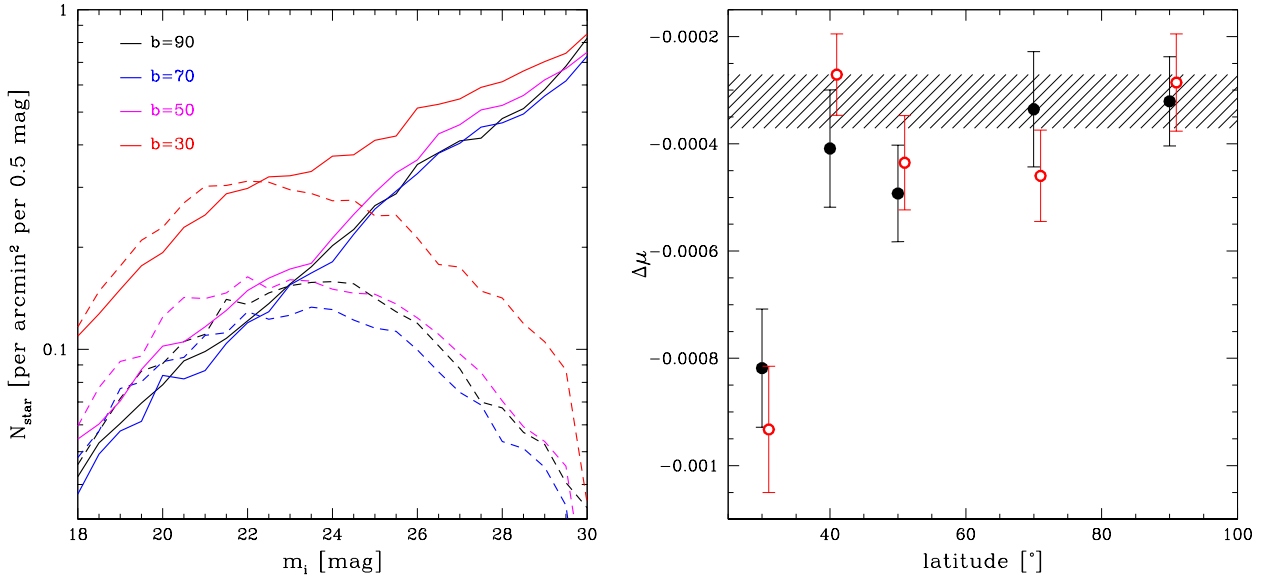 1
0.1
N_star [per arcmin² per 0.5 mag]
b=90
b=70
b=50
b=30
18 20 22 24 26 28 30
m_i [mag]
−0.0002
−0.0004
−0.0006
−0.0008
−0.001
Δμ
40 60 80 100
latitude [°]